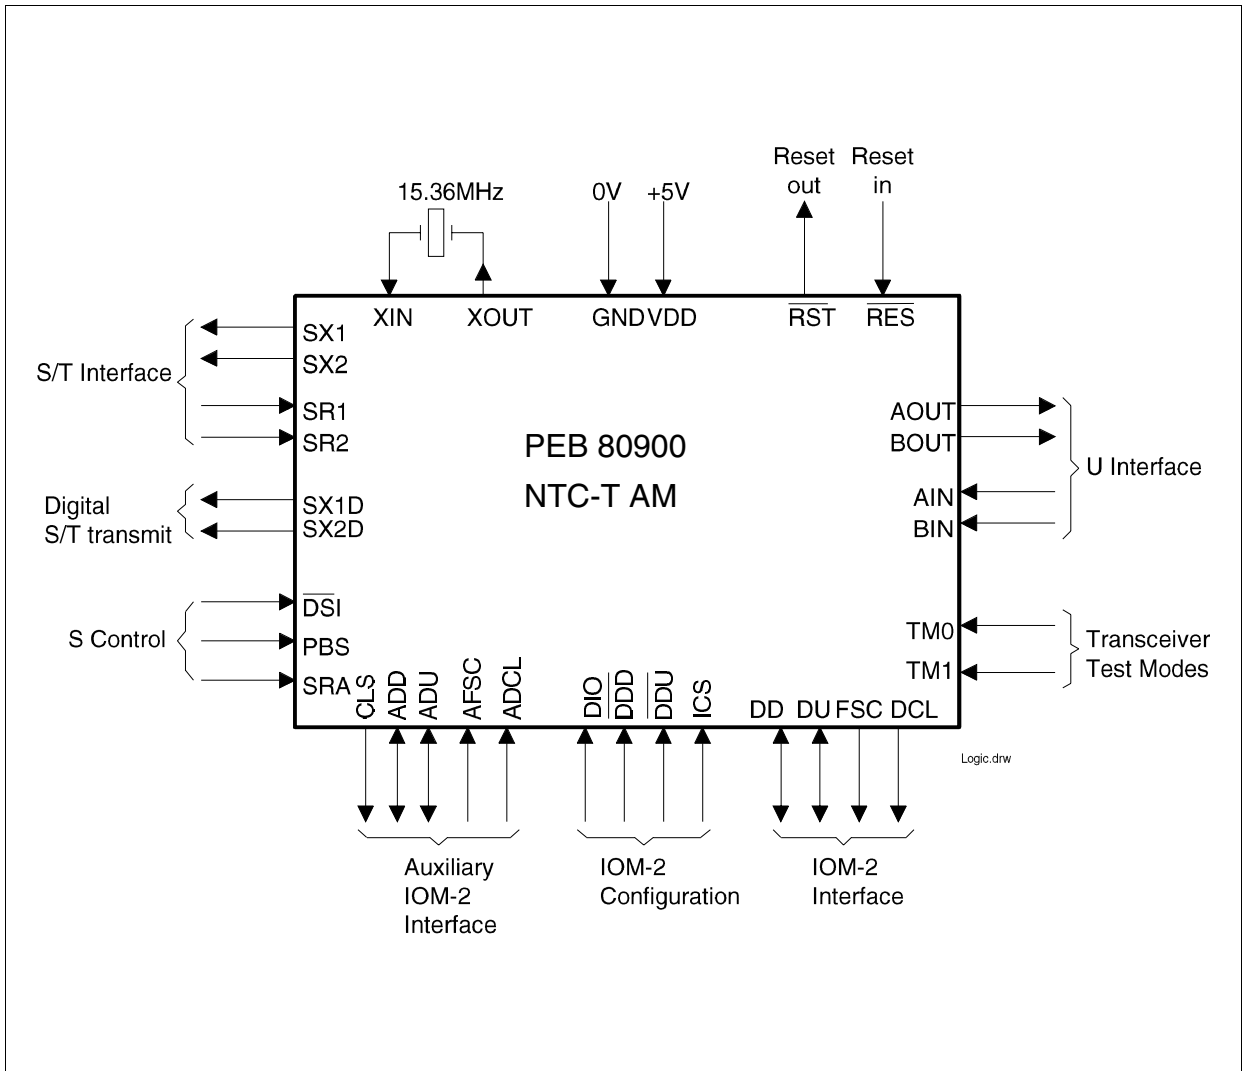 Reset Reset
out in
15.36MHz
0V +5V
XIN XOUT GND VDD RST RES
SX1
SX2
S/T Interface
SR1
SR2
AOUT
BOUT
U Interface
AIN
BIN
PEB 80900
NTC-T AM
Digital
S/T transmit
SX1D
SX2D
DSI
S Control
PBS
SRA
TM0
TM1
Transceiver
Test Modes
CLS ADD ADU AFSC ADCL DIO DDD DDU ICS DD DU FSC DCL
Logic.drw
Auxiliary
IOM-2
Interface
IOM-2
Configuration
IOM-2
Interface